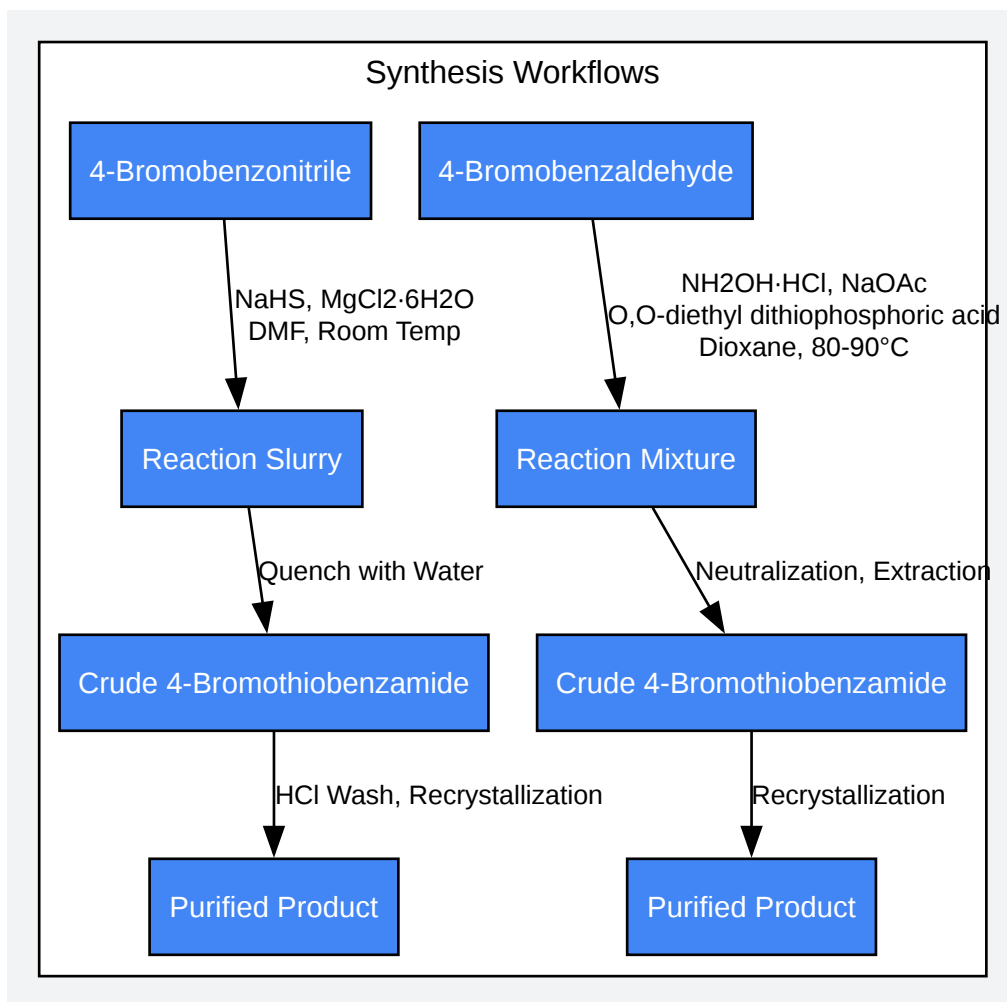 Synthesis Workflows
4-Bromobenzonitrile
4-Bromobenzaldehyde
NaHS, MgCl2·6H2O
DMF, Room Temp
NH2OH·HCl, NaOAc
O,O-diethyl dithiophosphoric acid
Dioxane, 80-90°C
Reaction Slurry
Reaction Mixture
Quench with Water
Neutralization, Extraction
Crude 4-Bromothiobenzamide
Crude 4-Bromothiobenzamide
HCl Wash, Recrystallization
Recrystallization
Purified Product
Purified Product